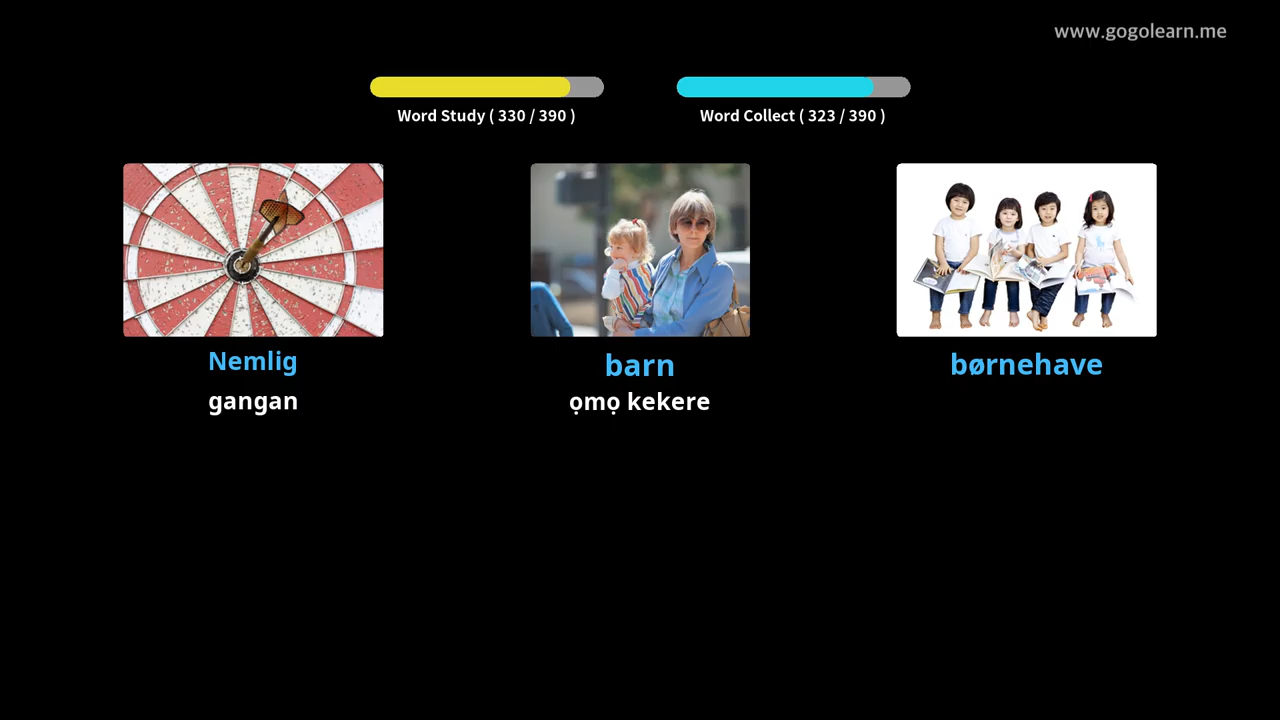 www.gogolearn.me
Word Study ( 330 / 390 )
Word Collect ( 323 / 390 )
Nemlig
barn
børnehave
gangan
ọmọ kekere